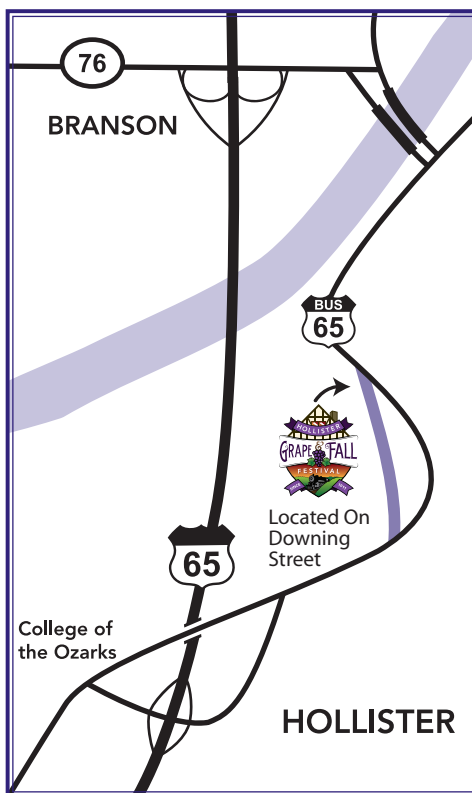 76
BRANSON
BUS
65
HOLLISTER
GRAPE & FALL
FESTIVAL
Located On
Downing
Street
65
College of
the Ozarks
HOLLISTER